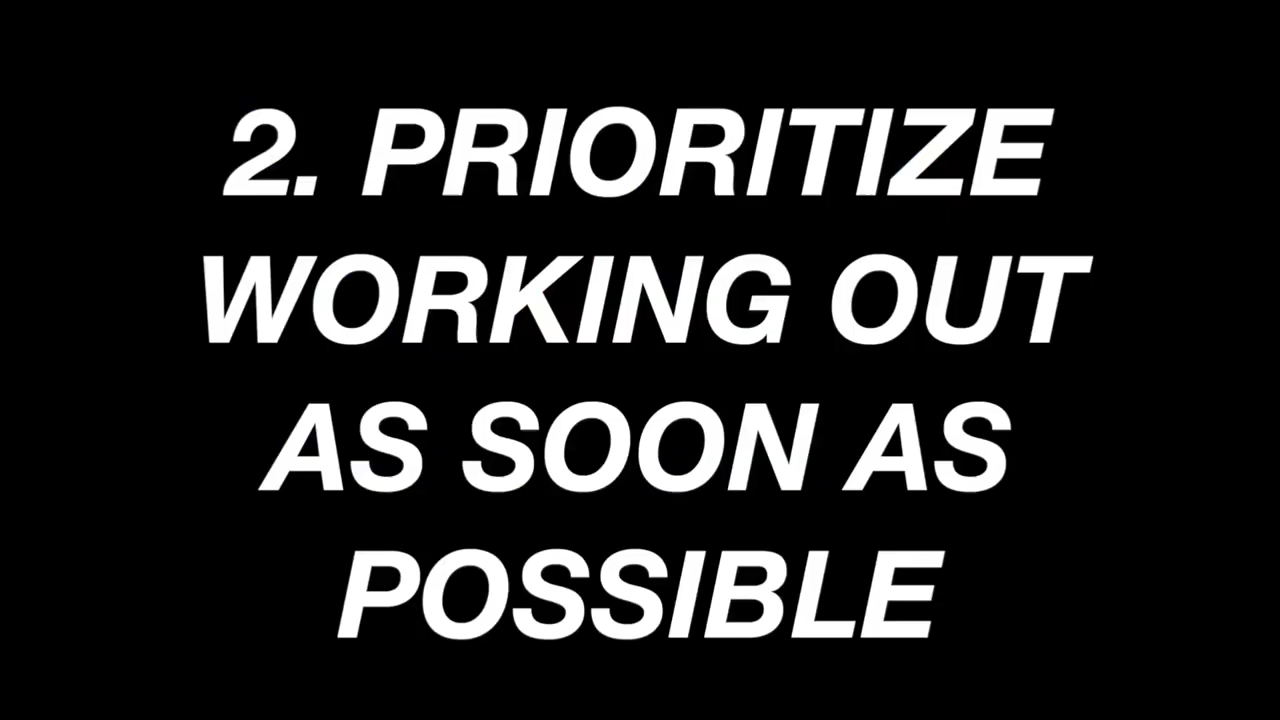 2. PRIORITIZE
WORKING OUT
AS SOON AS
POSSIBLE